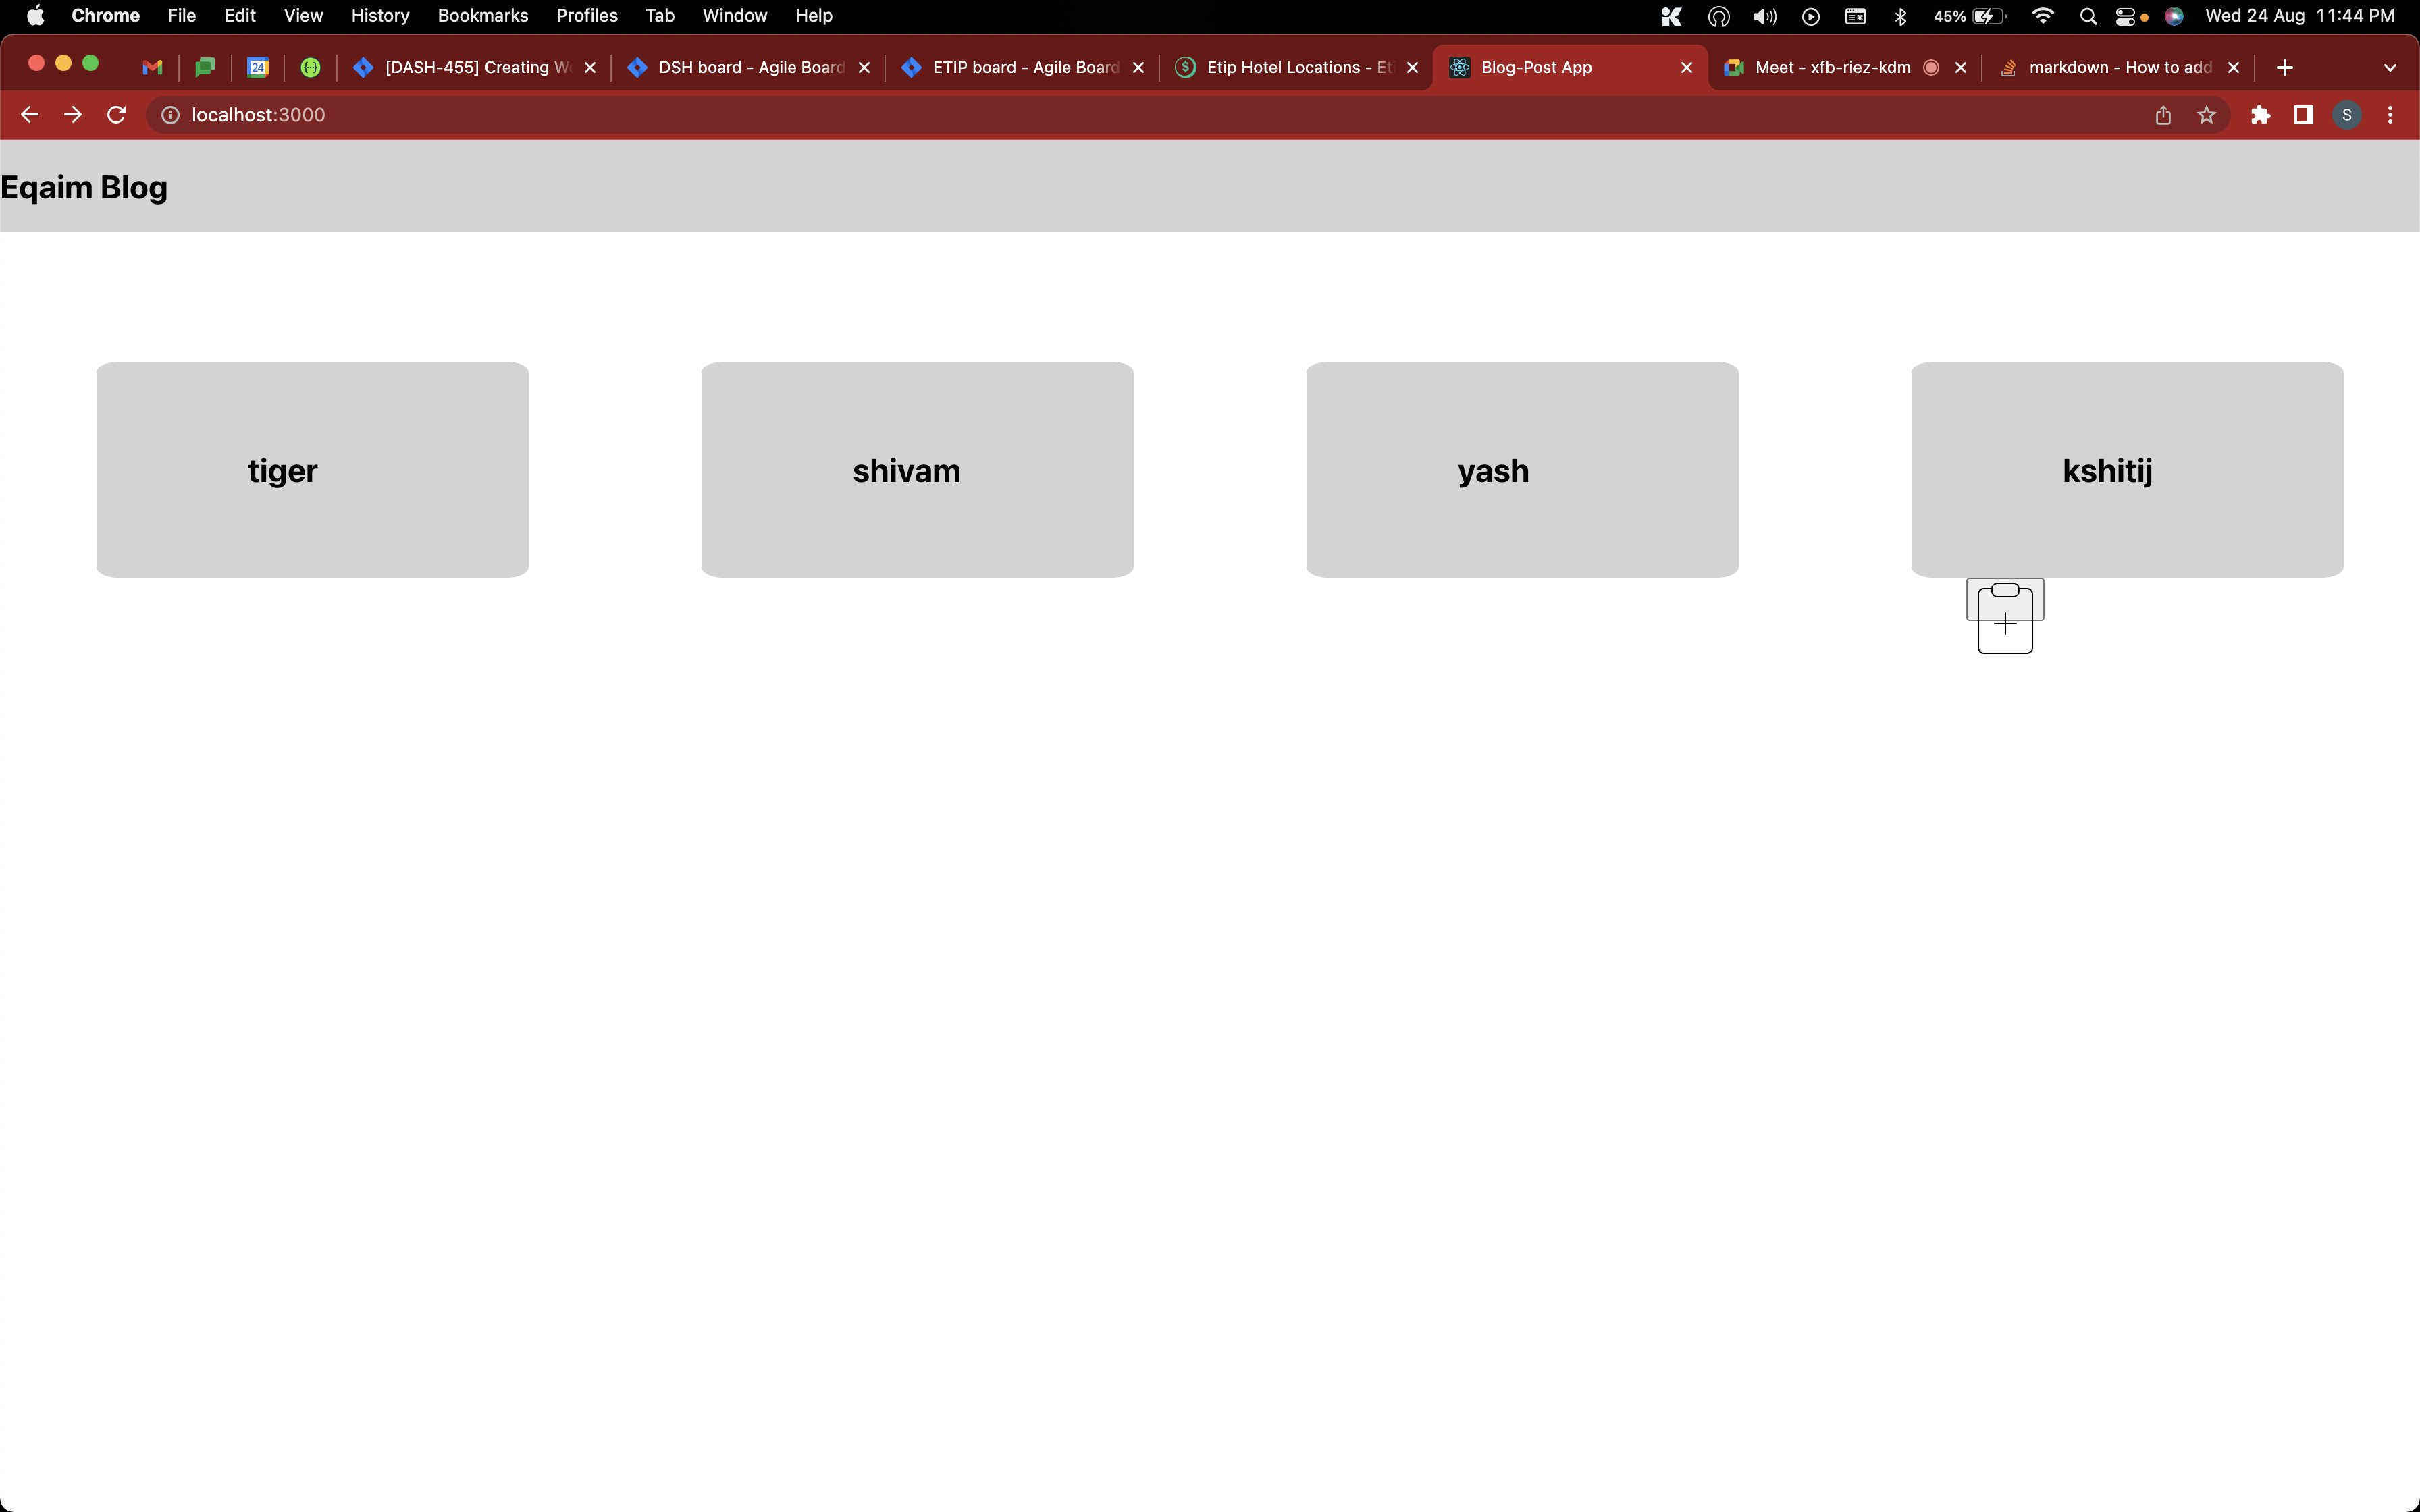 Chrome File Edit View History Bookmarks Profiles Tab Window Help 45% Wed 24 Aug 11:44 PM
24 {··} [DASH-455] Creating W DSH board - Agile Board ETIP board - Agile Board $ Etip Hotel Locations - Et Blog-Post App Meet - xfb-riez-kdm markdown - How to add
localhost:3000 S
Eqaim Blog
tiger shivam yash kshitij